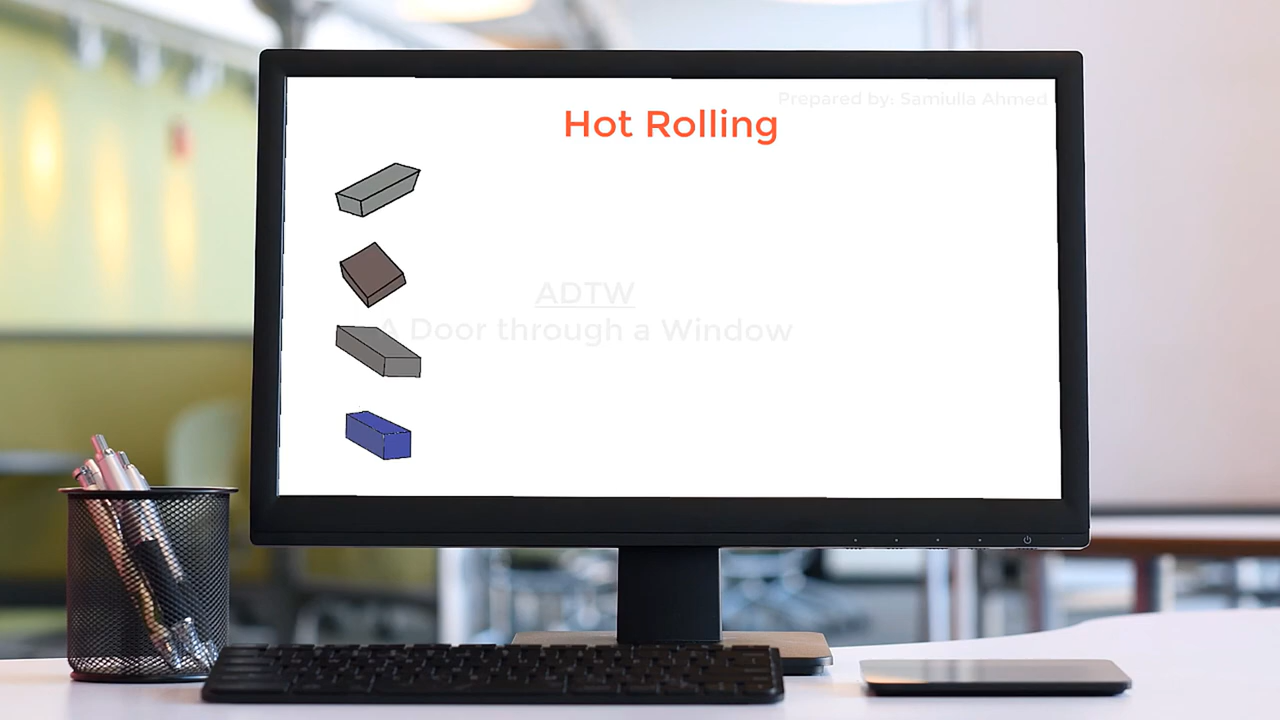 Prepared by: Samiulla Ahmed
Hot Rolling
ADTW
A Door through a Window